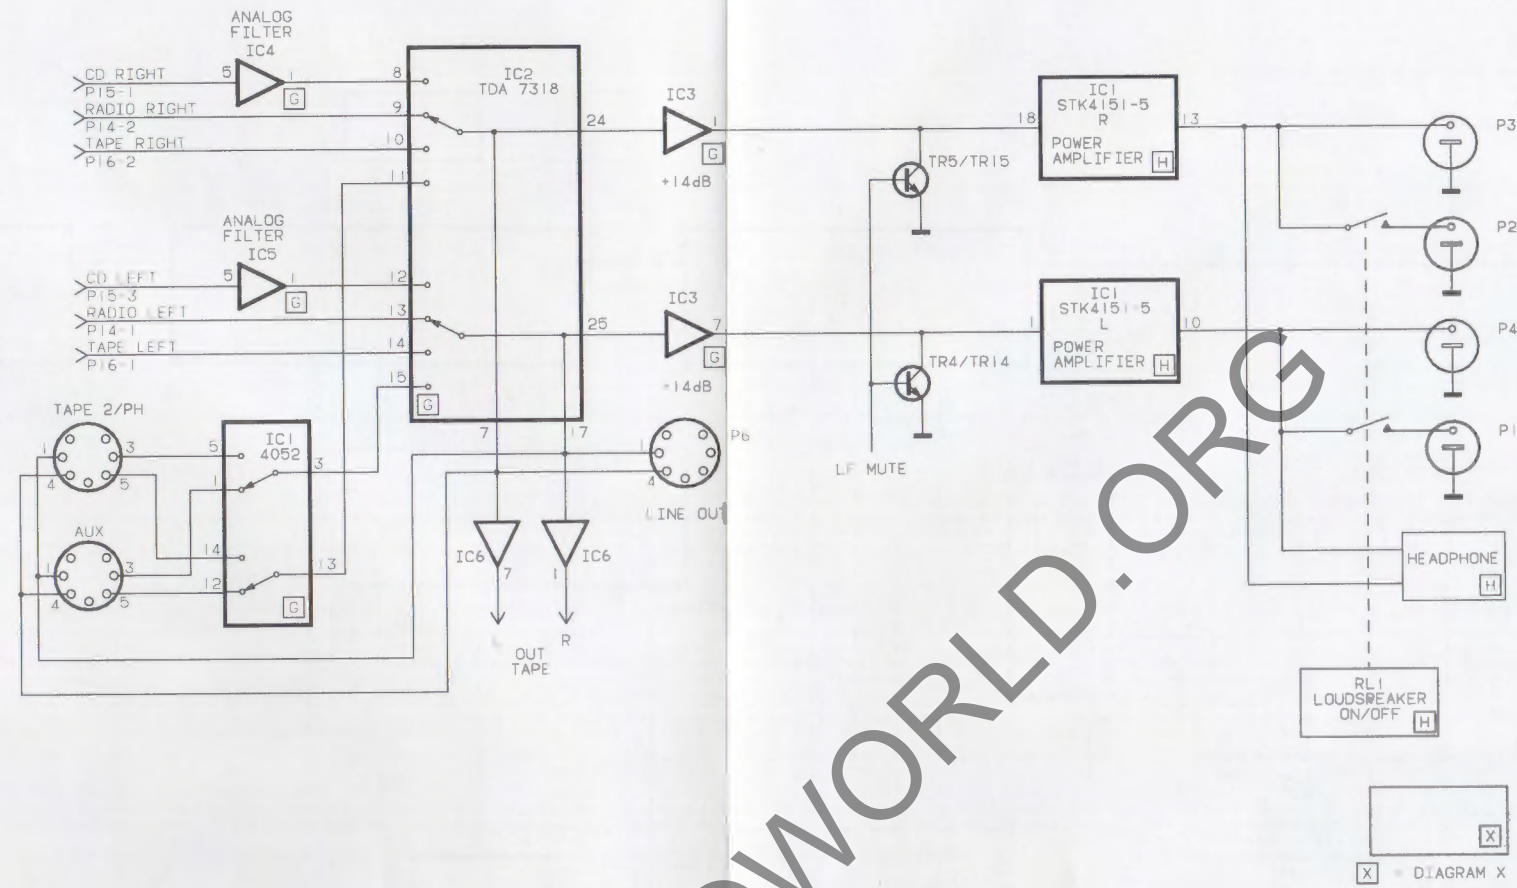 ANALOG
FILTER
IC4
CD RIGHT
P15-1
5
1
G
8
RADIO RIGHT
P14-2
9
TAPE RIGHT
P16-2
10
11
IC2
TDA 7318
24
IC3
1
G
+14dB
TR5/TR15
18
IC1
STK4151-5
R
POWER
AMPLIFIER
H
13
P3
P2
ANALOG
FILTER
IC5
CD LEFT
P15-3
5
1
G
12
RADIO LEFT
P14-1
13
TAPE LEFT
P16-1
14
15
G
25
IC3
7
G
14dB
TR4/TR14
1
IC1
STK4151-5
L
POWER
AMPLIFIER
H
10
P4
P1
LF MUTE
7
17
TAPE 2/PH
1
3
4
5
AUX
1
3
4
5
IC1
4052
5
1
3
14
12
13
G
1
4
P6
LINE OUT
IC6
7
IC6
1
L
R
OUT
TAPE
HEADPHONE
H
RL1
LOUDSPEAKER
ON/OFF
H
X
X = DIAGRAM X
OWORLD.ORG